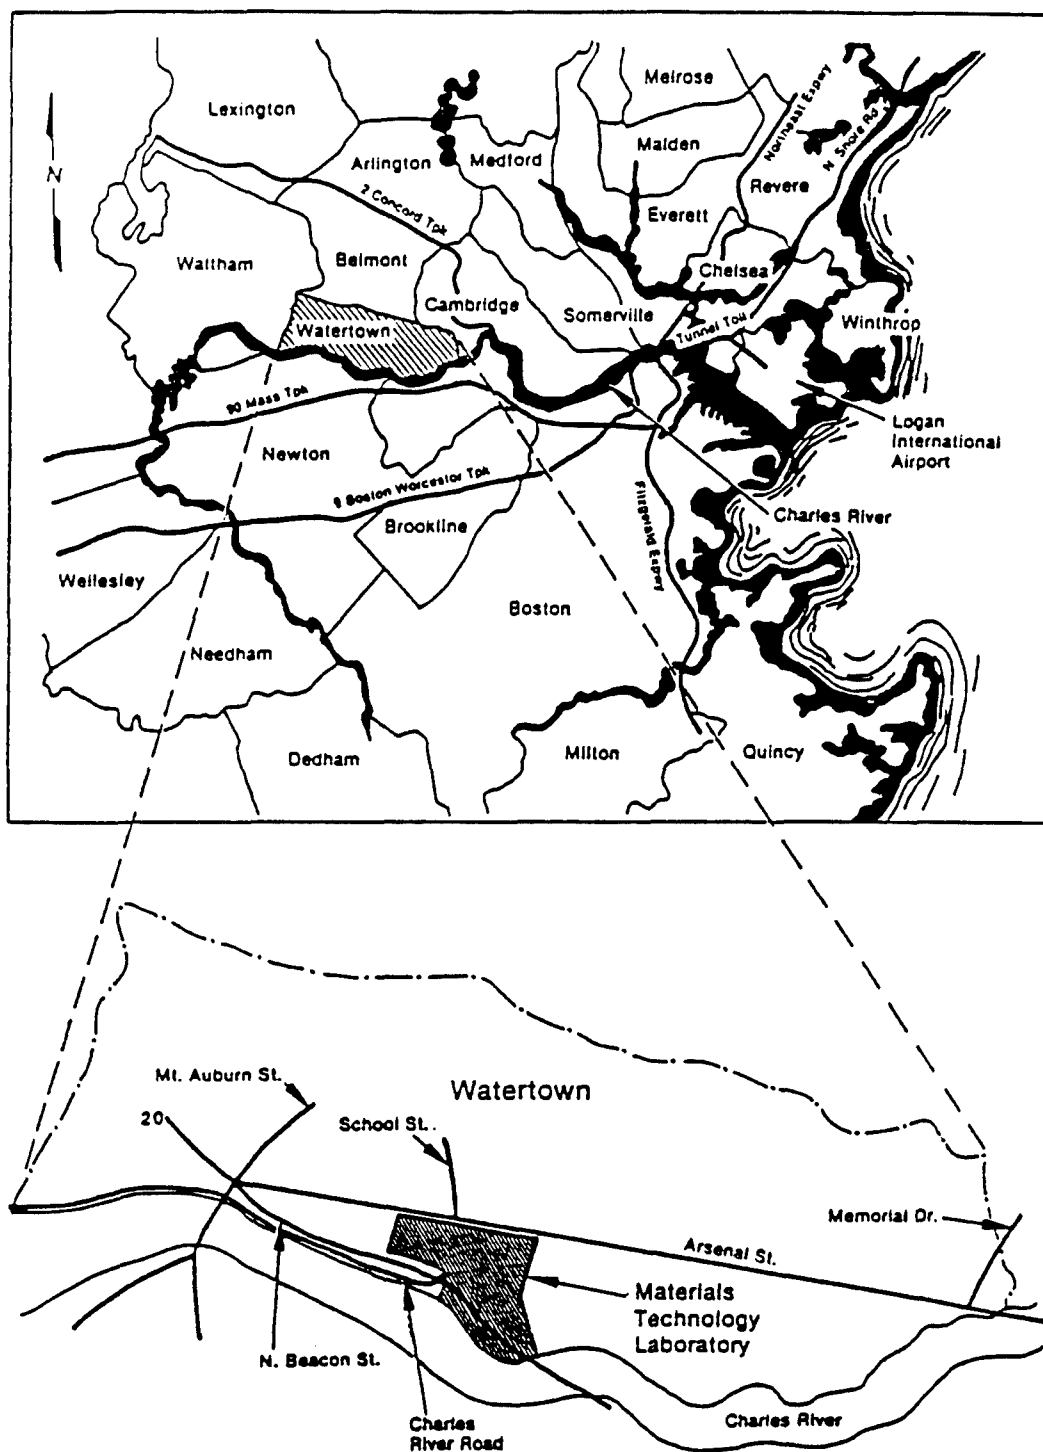 Melrose
Lexington
Northeast Expwy
N Shore Rd
Malden
Arlington
Medford
Revere
N
2 Concord Tpk
Everett
Waltham
Belmont
Chelsea
Cambridge
Somerville
Watertown
Tunnel Toll
Winthrop
90 Mass Tpk
Logan
International
Airport
Newton
9 Boston Worcestor Tpk
Charles River
Brookline
Fitzgerald Expwy
Wellesley
Boston
Needham
Dedham
Milton
Quincy
Mt. Auburn St.
Watertown
20
School St.
Memorial Dr.
Arsenal St.
Materials
Technology
Laboratory
N. Beacon St.
Charles
River Road
Charles River